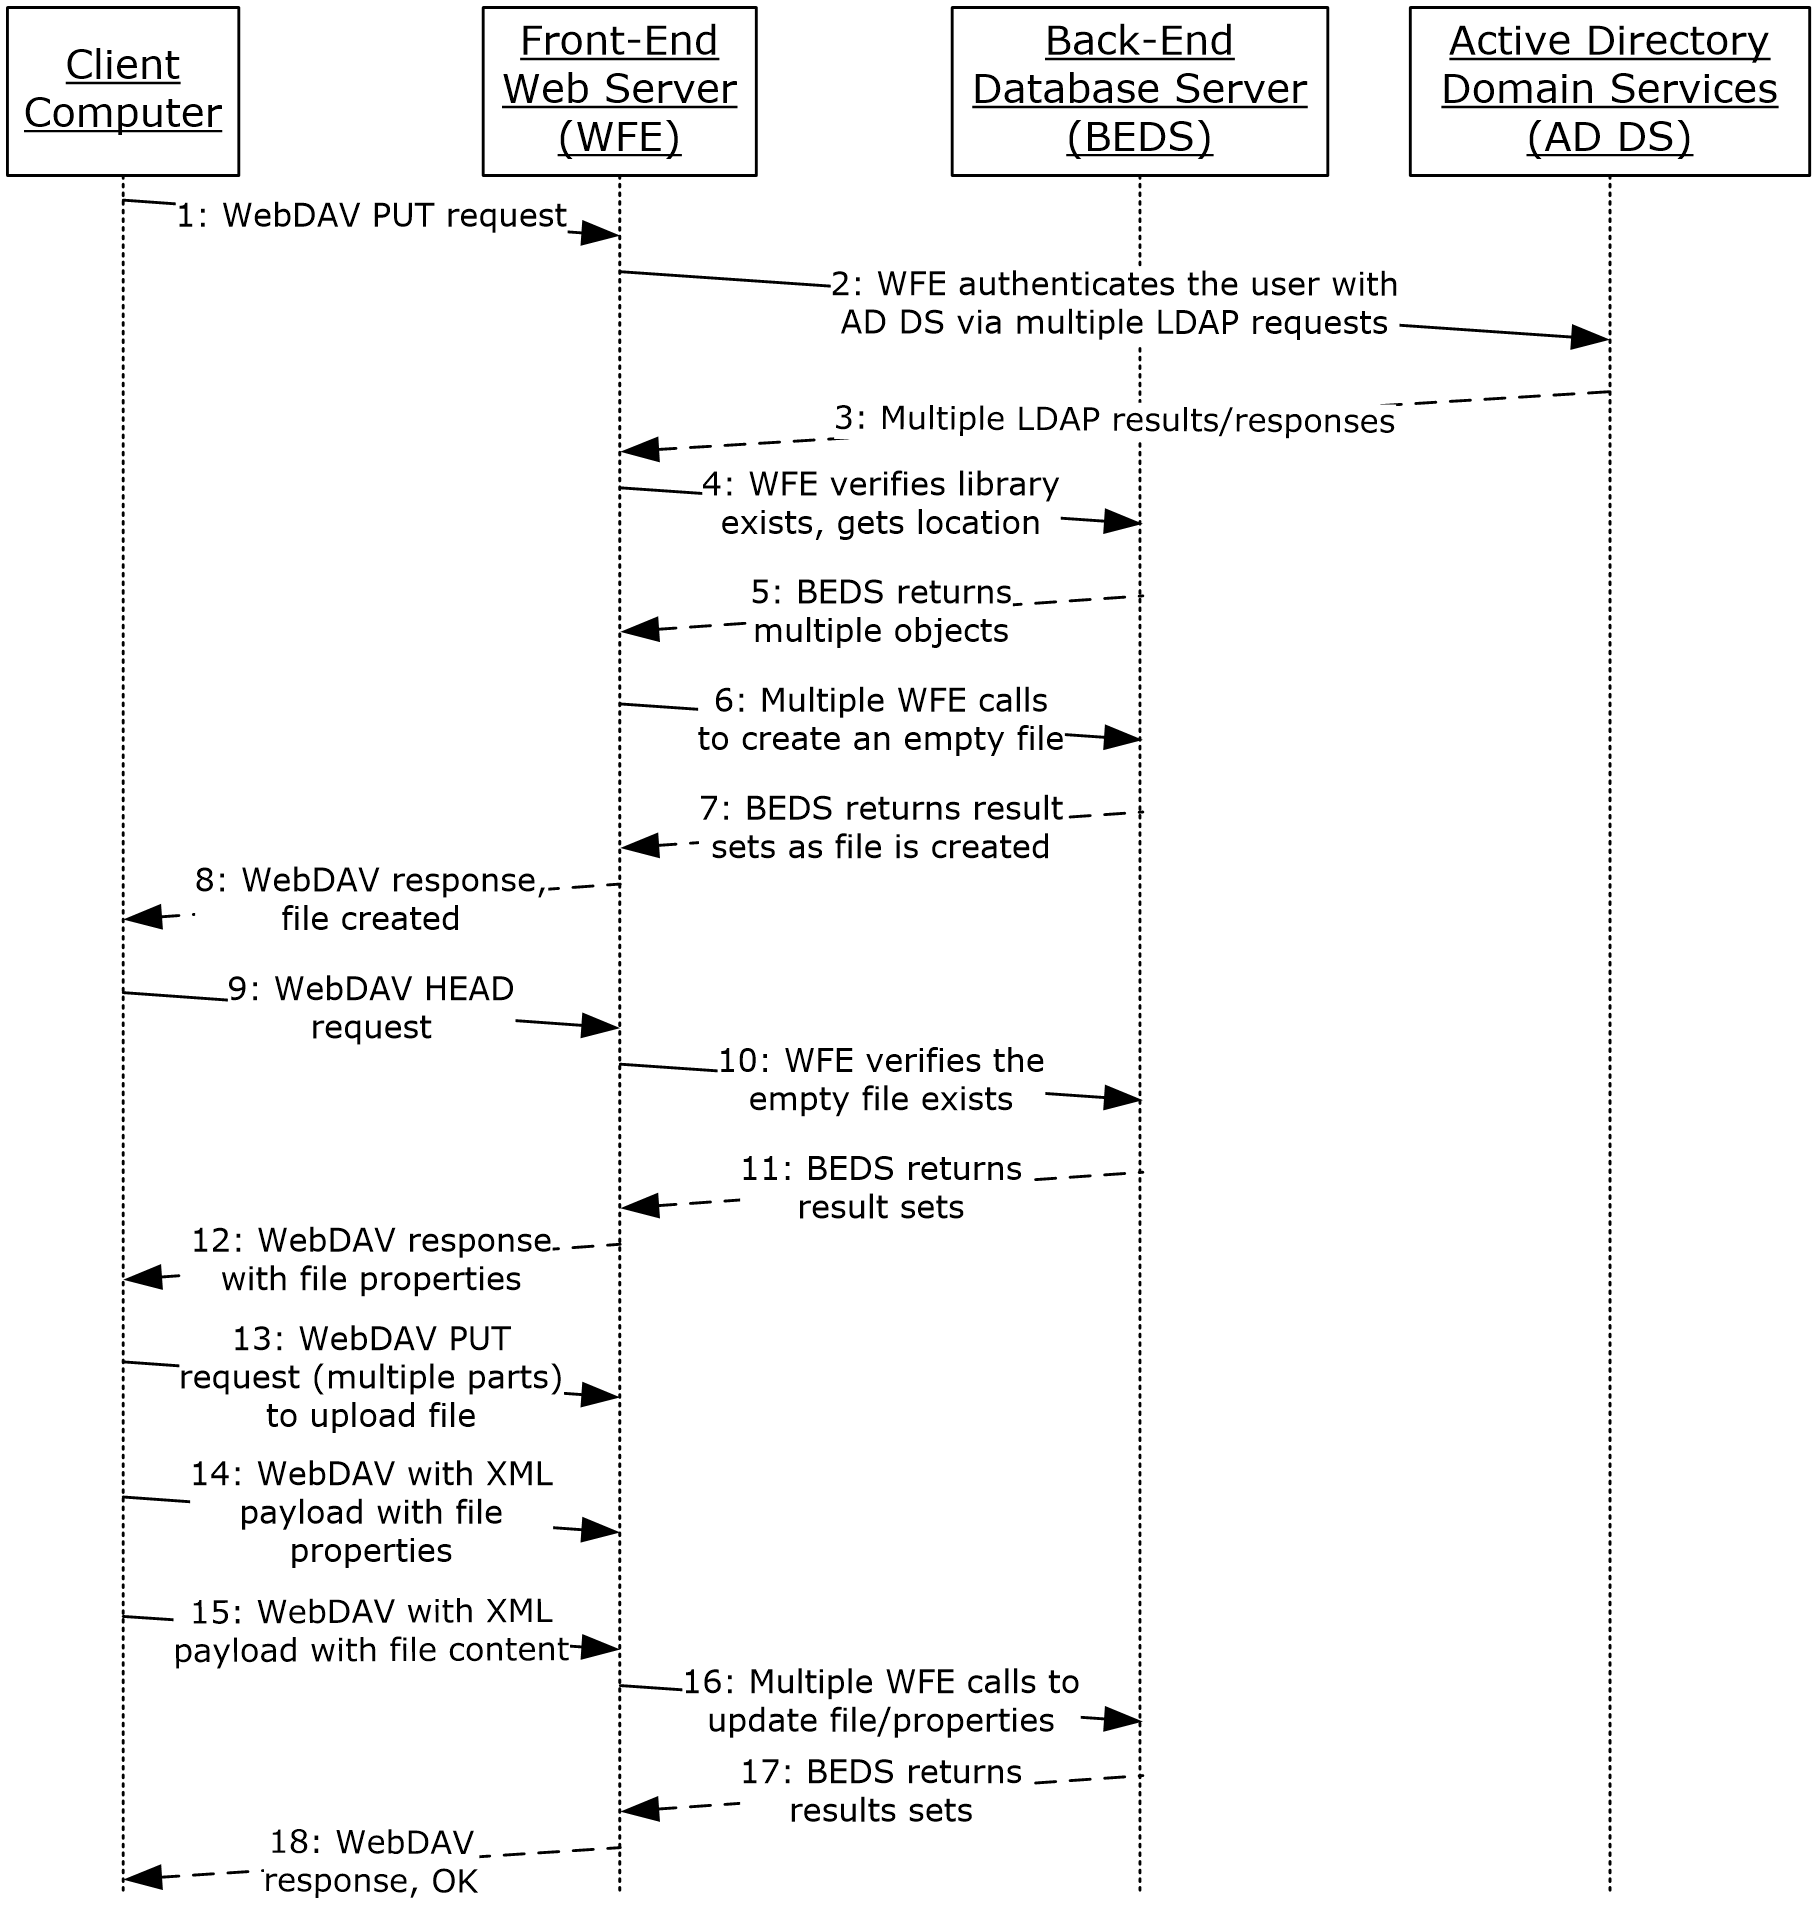 Client
Computer
Front-End
Web Server
(WFE)
Back-End
Database Server
(BEDS)
Active Directory
Domain Services
(AD DS)
1: WebDAV PUT request
2: WFE authenticates the user with
AD DS via multiple LDAP requests
3: Multiple LDAP results/responses
4: WFE verifies library
exists, gets location
5: BEDS returns
multiple objects
6: Multiple WFE calls
to create an empty file
7: BEDS returns result
sets as file is created
8: WebDAV response,
file created
9: WebDAV HEAD
request
10: WFE verifies the
empty file exists
11: BEDS returns
result sets
12: WebDAV response
with file properties
13: WebDAV PUT
request (multiple parts)
to upload file
14: WebDAV with XML
payload with file
properties
15: WebDAV with XML
payload with file content
16: Multiple WFE calls to
update file/properties
17: BEDS returns
results sets
18: WebDAV
response, OK